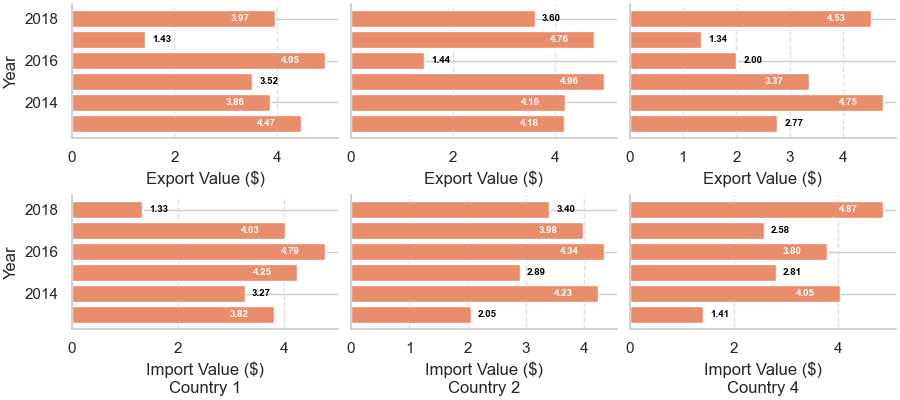 2018 3.97 3.60 4.53
1.43 4.76 1.34
2016 4.95 1.44 2.00
3.52 4.96 3.37
2014 3.86 4.19 4.75
4.47 4.18 2.77
Year
0 2 4 0 2 4 0 1 2 3 4
Export Value ($) Export Value ($) Export Value ($)
2018 1.33 3.40 4.87
4.03 3.98 2.58
2016 4.79 4.34 3.80
4.25 2.89 2.81
2014 3.27 4.23 4.05
3.82 2.05 1.41
Year
0 2 4 0 1 2 3 4 0 2 4
Import Value ($) Import Value ($) Import Value ($)
Country 1 Country 2 Country 4